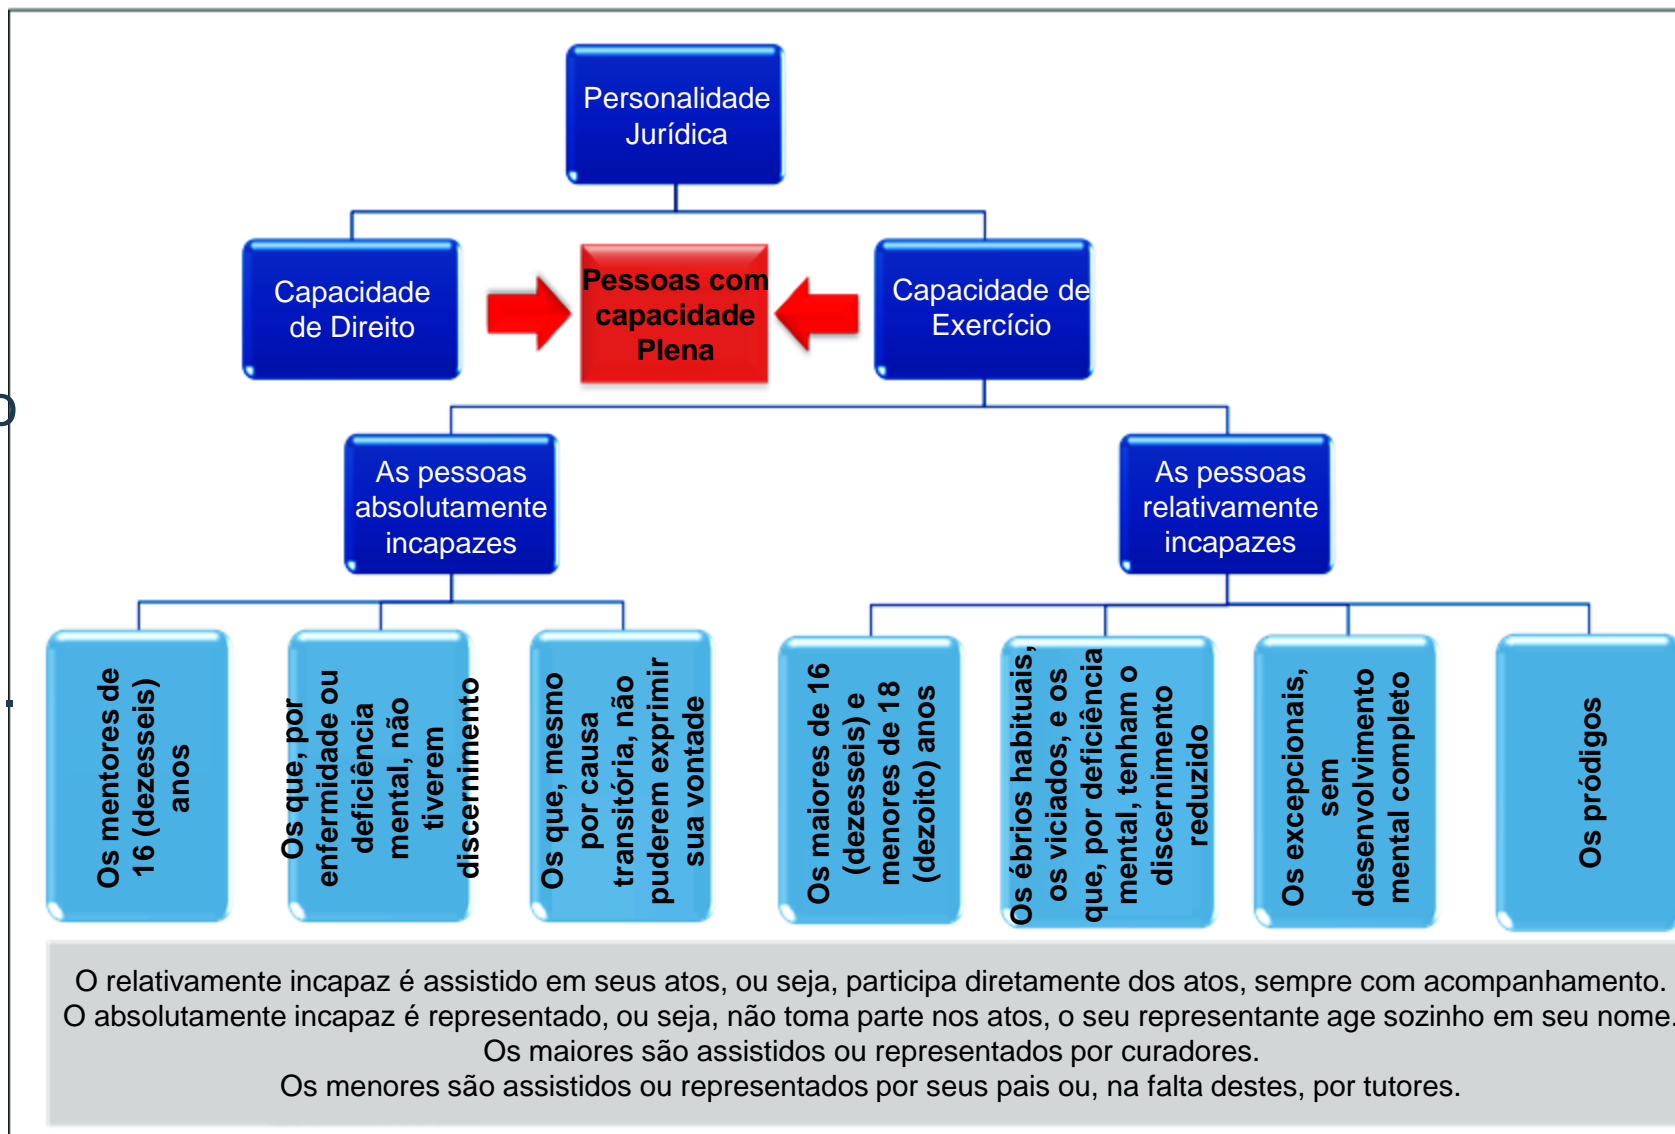 Personalidade
Jurídica
Capacidade
de Direito
Pessoas com
capacidade
Plena
Capacidade de
Exercício
As pessoas
absolutamente
incapazes
As pessoas
relativamente
incapazes
Os mentores de
16 (dezesseis)
anos
Os que, por
enfermidade ou
deficiência
mental, não
tiverem
discernimento
Os que, mesmo
por causa
transitória, não
puderem exprimir
sua vontade
Os maiores de 16
(dezesseis) e
menores de 18
(dezoito) anos
Os ébrios habituais,
os viciados, e os
que, por deficiência
mental, tenham o
discernimento
reduzido
Os excepcionais,
sem
desenvolvimento
mental completo
Os pródigos
O relativamente incapaz é assistido em seus atos, ou seja, participa diretamente dos atos, sempre com acompanhamento.
O absolutamente incapaz é representado, ou seja, não toma parte nos atos, o seu representante age sozinho em seu nome.
Os maiores são assistidos ou representados por curadores.
Os menores são assistidos ou representados por seus pais ou, na falta destes, por tutores.